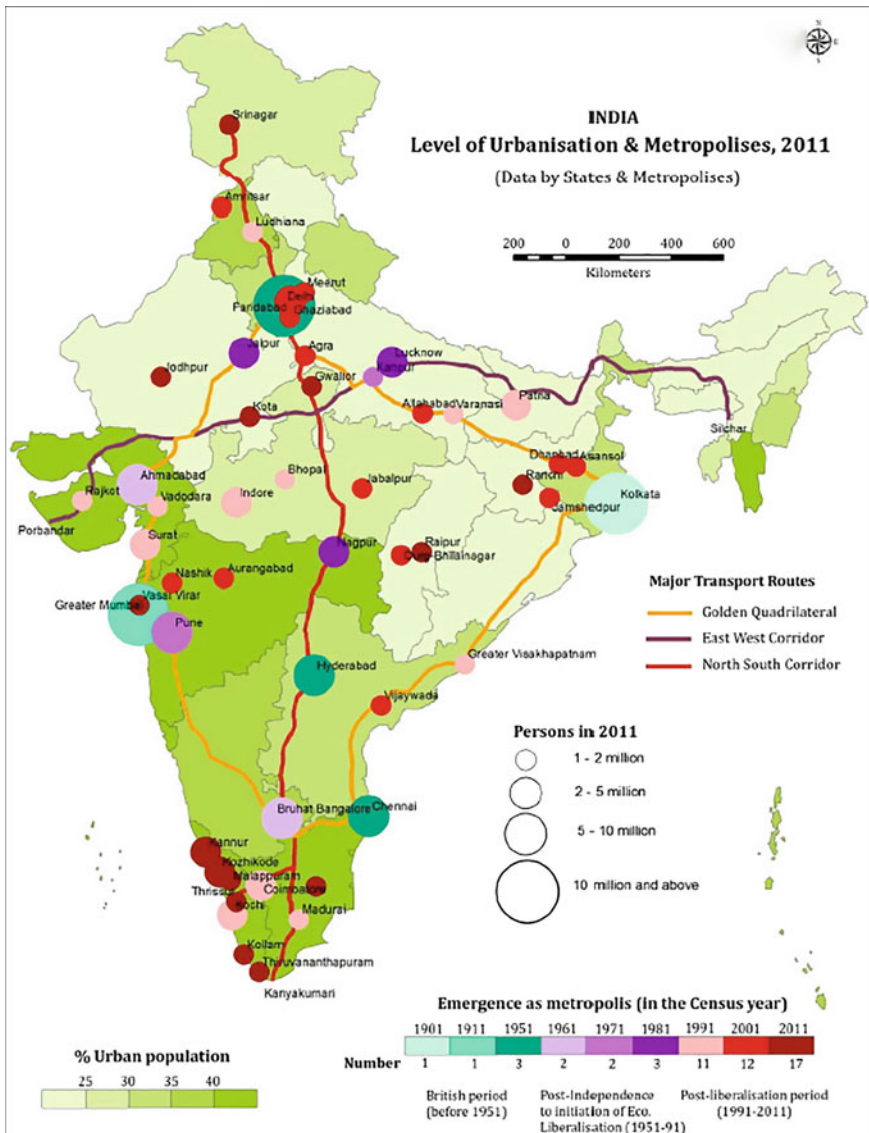 N
E
S
INDIA
Level of Urbanisation & Metropolises, 2011
(Data by States & Metropolises)
200 0 200 400 600
Kilometers
Srinagar
Amritsar
Ludhiana
Meerut
Delhi
Faridabad
Ghaziabad
Jaipur
Agra
Lucknow
Kanpur
Jodhpur
Gwalior
Kota
Allahabad
Varanasi
Patna
Silchar
Dhanbad
Asansol
Bhopal
Ahmadabad
Rajkot
Vadodara
Indore
Jabalpur
Ranchi
Kolkata
Jamshedpur
Porbandar
Surat
Nagpur
Raipur
Durg-Bhilainagar
Nashik
Aurangabad
Vasai Virar
Greater Mumbai
Pune
Major Transport Routes
Golden Quadrilateral
East West Corridor
North South Corridor
Greater Visakhapatnam
Hyderabad
Vijaywada
Persons in 2011
1 - 2 million
2 - 5 million
5 - 10 million
10 million and above
Bruhat Bangalore
Chennai
Kannur
Kozhikode
Malappuram
Thrissur
Coimbatore
Kochi
Madurai
Kollam
Thiruvananthapuram
Kanyakumari
Emergence as metropolis (in the Census year)
1901 1911 1951 1961 1971 1981 1991 2001 2011
Number 1 1 3 2 2 3 11 12 17
British period
(before 1951)
Post-Independence
to initiation of Eco.
Liberalisation (1951-91)
Post-liberalisation period
(1991-2011)
% Urban population
25 30 35 40